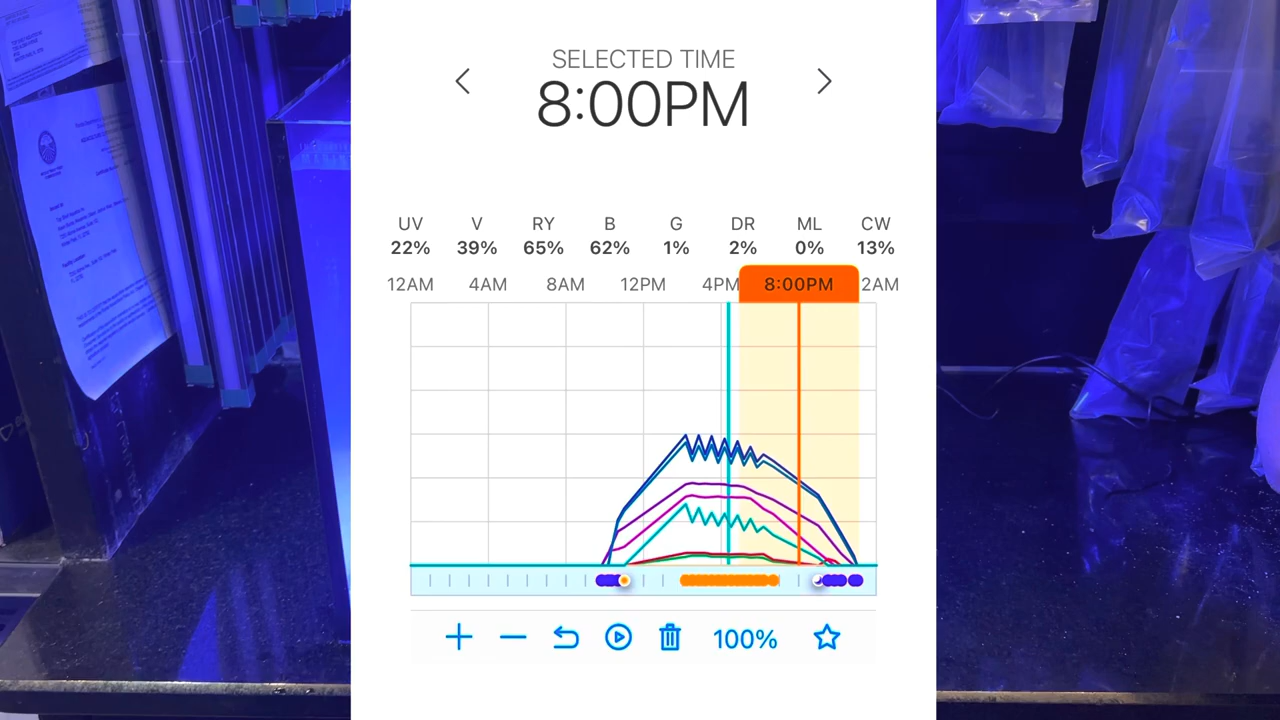 SELECTED TIME
8:00PM
UV V RY B G DR ML CW
22% 39% 65% 62% 1% 2% 0% 13%
12AM 4AM 8AM 12PM 4PM 8:00PM 2AM
100%